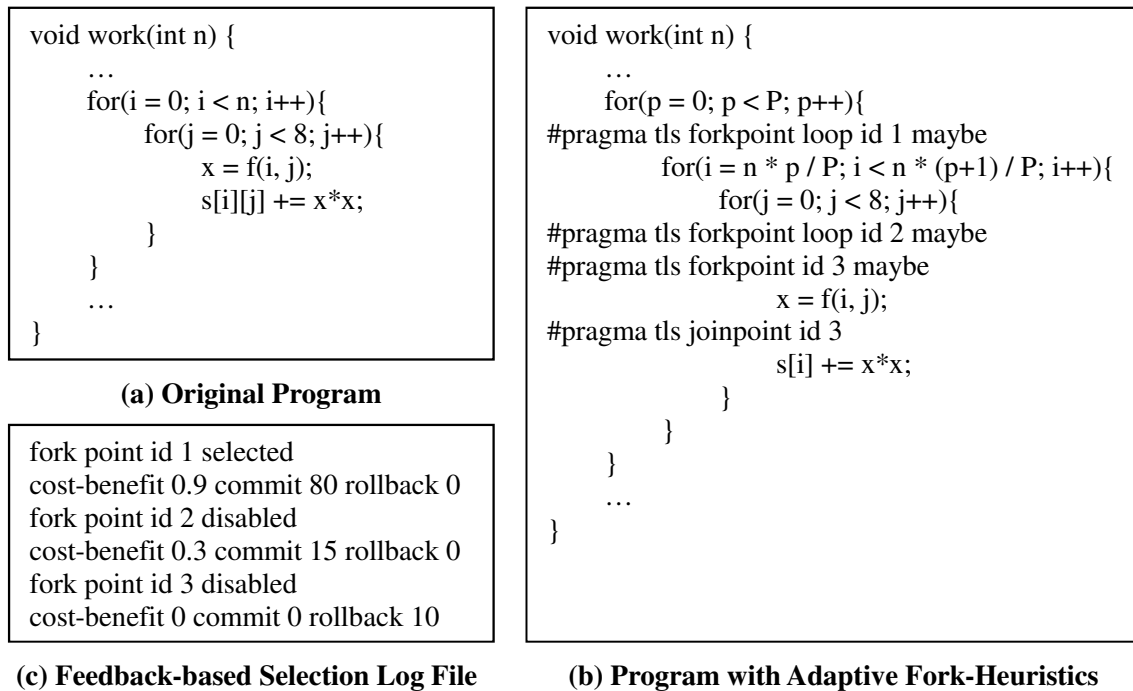 void work(int n) {
…
for(i = 0; i < n; i++){
for(j = 0; j < 8; j++){
x = f(i, j);
s[i][j] += x*x;
}
}
…
}
(a) Original Program
fork point id 1 selected
cost-benefit 0.9 commit 80 rollback 0
fork point id 2 disabled
cost-benefit 0.3 commit 15 rollback 0
fork point id 3 disabled
cost-benefit 0 commit 0 rollback 10
(c) Feedback-based Selection Log File
void work(int n) {
…
for(p = 0; p < P; p++){
#pragma tls forkpoint loop id 1 maybe
for(i = n * p / P; i < n * (p+1) / P; i++){
for(j = 0; j < 8; j++){
#pragma tls forkpoint loop id 2 maybe
#pragma tls forkpoint id 3 maybe
x = f(i, j);
#pragma tls joinpoint id 3
s[i] += x*x;
}
}
}
…
}
(b) Program with Adaptive Fork-Heuristics